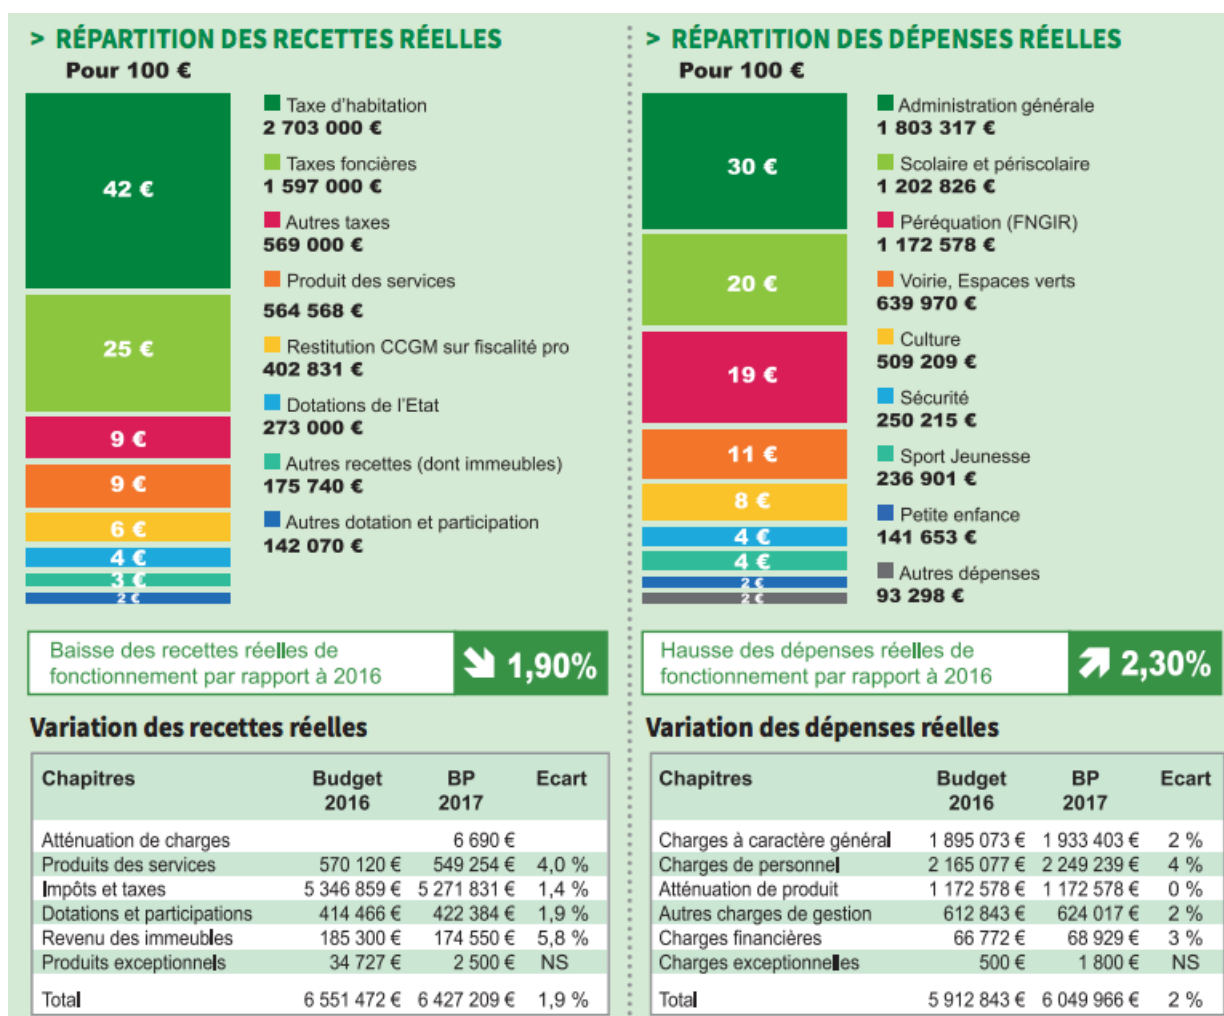 > RÉPARTITION DES RECETTES RÉELLES
Pour 100 €
42 €
25 €
9 €
9 €
6 €
4 €
3 €
2 €
Taxe d'habitation
2 703 000 €
Taxes foncières
1 597 000 €
Autres taxes
569 000 €
Produit des services
564 568 €
Restitution CCGM sur fiscalité pro
402 831 €
Dotations de l'Etat
273 000 €
Autres recettes (dont immeubles)
175 740 €
Autres dotation et participation
142 070 €
Baisse des recettes réelles de
fonctionnement par rapport à 2016
1,90%
Variation des recettes réelles
Chapitres Budget 2016 BP 2017 Ecart
Atténuation de charges 6 690 €
Produits des services 570 120 € 549 254 € 4,0 %
Impôts et taxes 5 346 859 € 5 271 831 € 1,4 %
Dotations et participations 414 466 € 422 384 € 1,9 %
Revenu des immeubles 185 300 € 174 550 € 5,8 %
Produits exceptionnels 34 727 € 2 500 € NS
Total 6 551 472 € 6 427 209 € 1,9 %
> RÉPARTITION DES DÉPENSES RÉELLES
Pour 100 €
30 €
20 €
19 €
11 €
8 €
4 €
4 €
2 €
2 €
Administration générale
1 803 317 €
Scolaire et périscolaire
1 202 826 €
Péréquation (FNGIR)
1 172 578 €
Voirie, Espaces verts
639 970 €
Culture
509 209 €
Sécurité
250 215 €
Sport Jeunesse
236 901 €
Petite enfance
141 653 €
Autres dépenses
93 298 €
Hausse des dépenses réelles de
fonctionnement par rapport à 2016
2,30%
Variation des dépenses réelles
Chapitres Budget 2016 BP 2017 Ecart
Charges à caractère général 1 895 073 € 1 933 403 € 2 %
Charges de personnel 2 165 077 € 2 249 239 € 4 %
Atténuation de produit 1 172 578 € 1 172 578 € 0 %
Autres charges de gestion 612 843 € 624 017 € 2 %
Charges financières 66 772 € 68 929 € 3 %
Charges exceptionnelles 500 € 1 800 € NS
Total 5 912 843 € 6 049 966 € 2 %